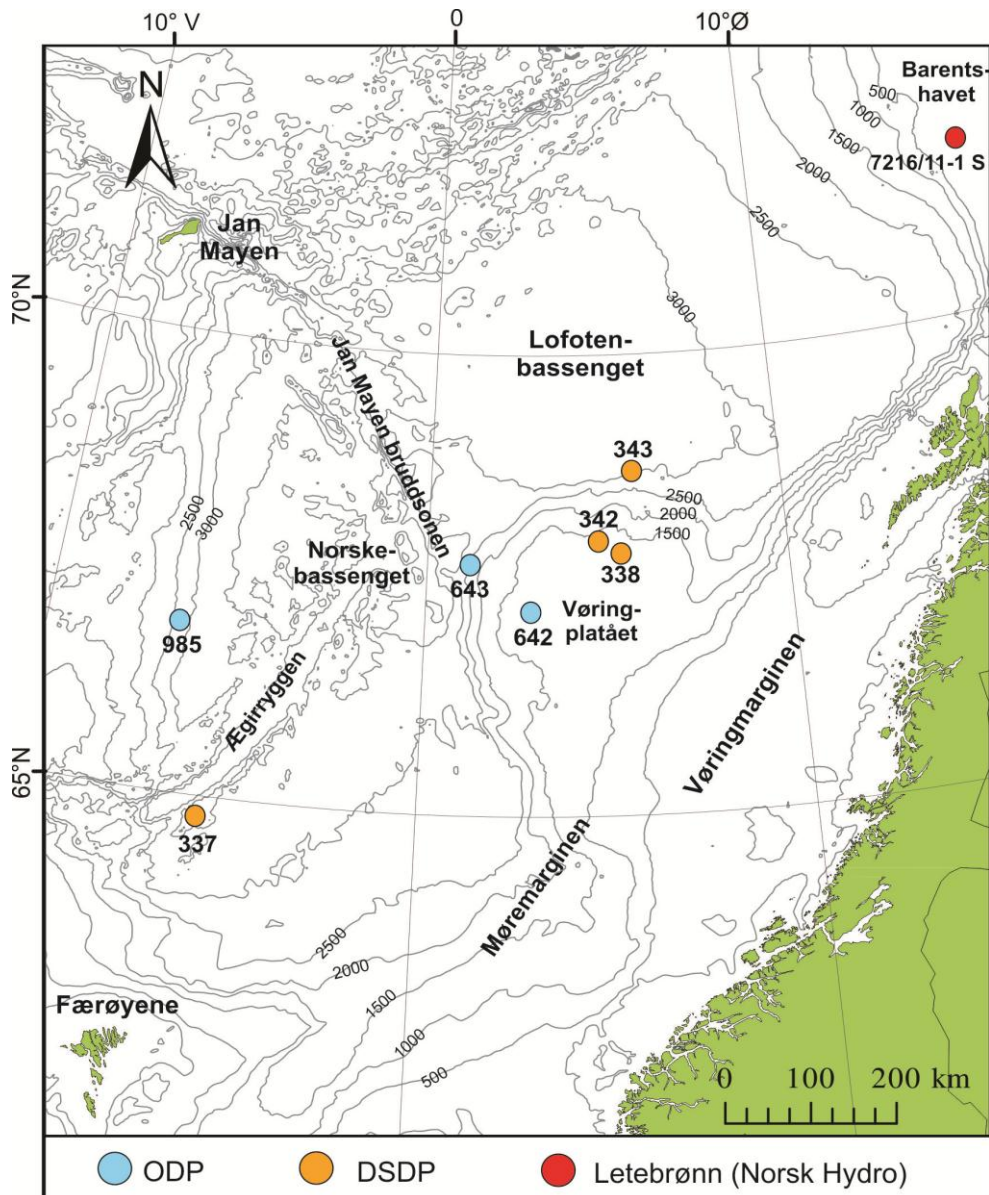 10° V
0
10°Ø
N
Barents-
havet
500
1000
1500
2000
7216/11-1 S
2500
Jan
Mayen
70°N
3000
Lofoten-
bassenget
Jan Mayen bruddsonen
343
2500
2000
1500
342
338
2500
3000
Norske-
bassenget
643
642
Vøring-
platået
985
Ægirryggen
Vøringmarginen
65°N
337
Møremarginen
2500
2000
1500
1000
500
Færøyene
0 100 200 km
ODP DSDP Letebrønn (Norsk Hydro)